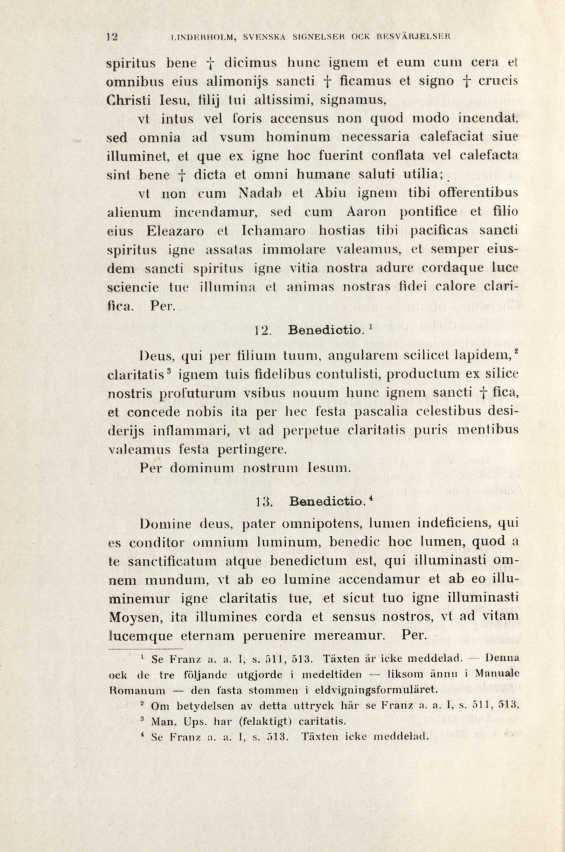 12 LINDERHOLM, SVENSKA SIGNELSER OCK BESVÄRJELSER
spiritus bene † dicimus hunc ignem et eum cum cera et
omnibus eius alimonijs sancti † ficamus et signo † crucis
Christi Iesu, filij tui altissimi, signamus,
vt intus vel foris accensus non quod modo incendat,
sed omnia ad vsum hominum necessaria calefaciat siue
illuminet, et que ex igne hoc fuerint conflata vel calefacta
sint bene † dicta et omni humane saluti utilia;
vt non cum Nadab et Abiu ignem tibi offerentibus
alienum incendamur, sed cum Aaron pontifice et filio
eius Eleazaro et Ichamaro hostias tibi pacificas sancti
spiritus igne assatas immolare valeamus, et semper eius-
dem sancti spiritus igne vitia nostra adure cordaque luce
sciencie tue illumina et animas nostras fidei calore clari-
fica. Per.
12. Benedictio. ¹
Deus, qui per filium tuum, angularem scilicet lapidem, ²
claritatis ³ ignem tuis fidelibus contulisti, productum ex silice
nostris profuturum vsibus nouum hunc ignem sancti † fica,
et concede nobis ita per hec festa pascalia celestibus desi-
derijs inflammari, vt ad perpetue claritatis puris mentibus
valeamus festa pertingere.
Per dominum nostrum Iesum.
13. Benedictio. ⁴
Domine deus, pater omnipotens, lumen indeficiens, qui
es conditor omnium luminum, benedic hoc lumen, quod a
te sanctificatum atque benedictum est, qui illuminasti om-
nem mundum, vt ab eo lumine accendamur et ab eo illu-
minemur igne claritatis tue, et sicut tuo igne illuminasti
Moysen, ita illumines corda et sensus nostros, vt ad vitam
lucemque eternam peruenire mereamur. Per.
¹ Se Franz a. a. I, s. 511, 513. Täxten är icke meddelad. — Denna
ock de tre följande utgjorde i medeltiden — liksom ännu i Manuale
Romanum — den fasta stommen i eldvigningsformuläret.
² Om betydelsen av detta uttryck här se Franz a. a. I, s. 511, 513.
³ Man. Ups. har (felaktigt) caritatis.
⁴ Se Franz a. a. I, s. 513. Täxten icke meddelad.